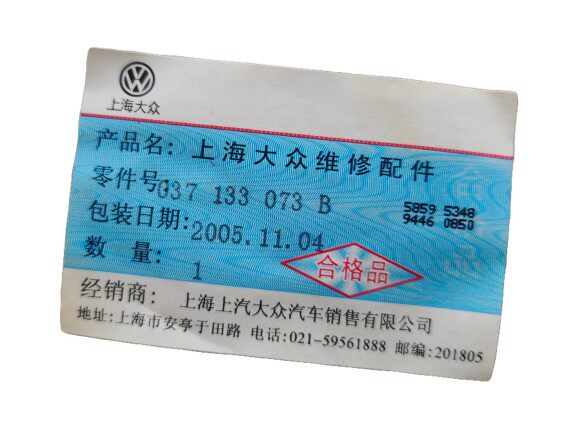 上海大众
产品名: 上海大众维修配件
零件号: 037 133 073 B
5859 5348
9446 0850
包装日期: 2005.11.04
数 量: 1
合格品
经销商: 上海上汽大众汽车销售有限公司
地址: 上海市安亭于田路 电话:021-59561888 邮编:201805